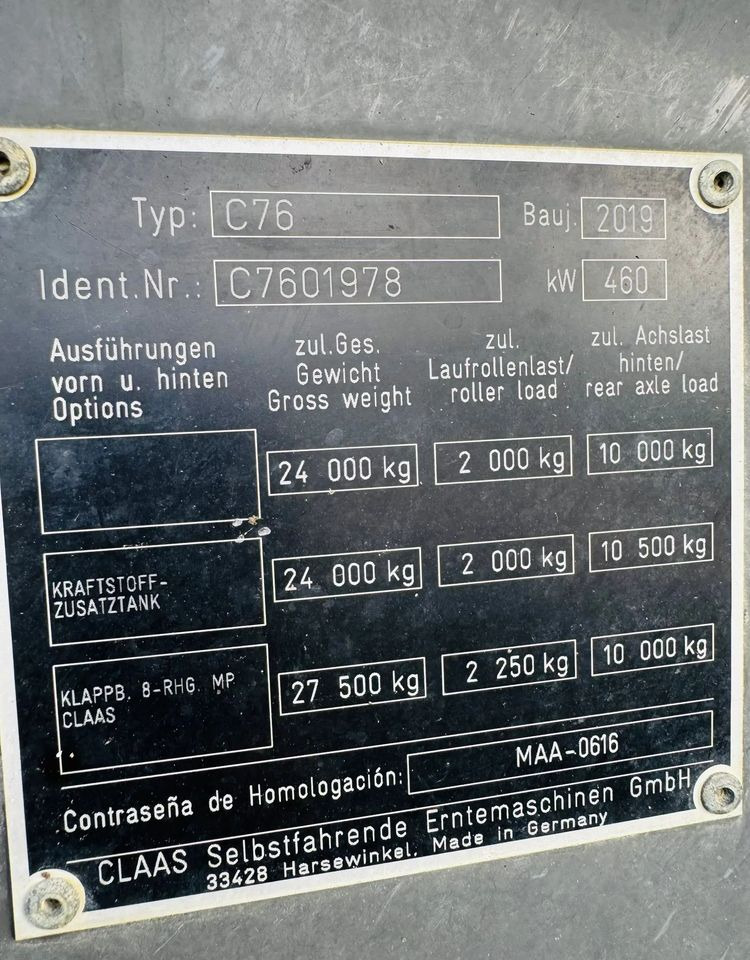 Typ: C76 Bauj. 2019
Ident.Nr.: C7601978 kW 460
Ausführungen vorn u. hinten Options
zul.Ges. Gewicht Gross weight
zul. Laufrollenlast/ roller load
zul. Achslast hinten/ rear axle load
24 000 kg 2 000 kg 10 000 kg
KRAFTSTOFF-
ZUSATZTANK 24 000 kg 2 000 kg 10 500 kg
KLAPPB. 8-RHG. MP
CLAAS 27 500 kg 2 250 kg 10 000 kg
Contraseña de Homologación: MAA-0616
CLAAS Selbstfahrende Erntemaschinen GmbH
33428 Harsewinkel, Made in Germany